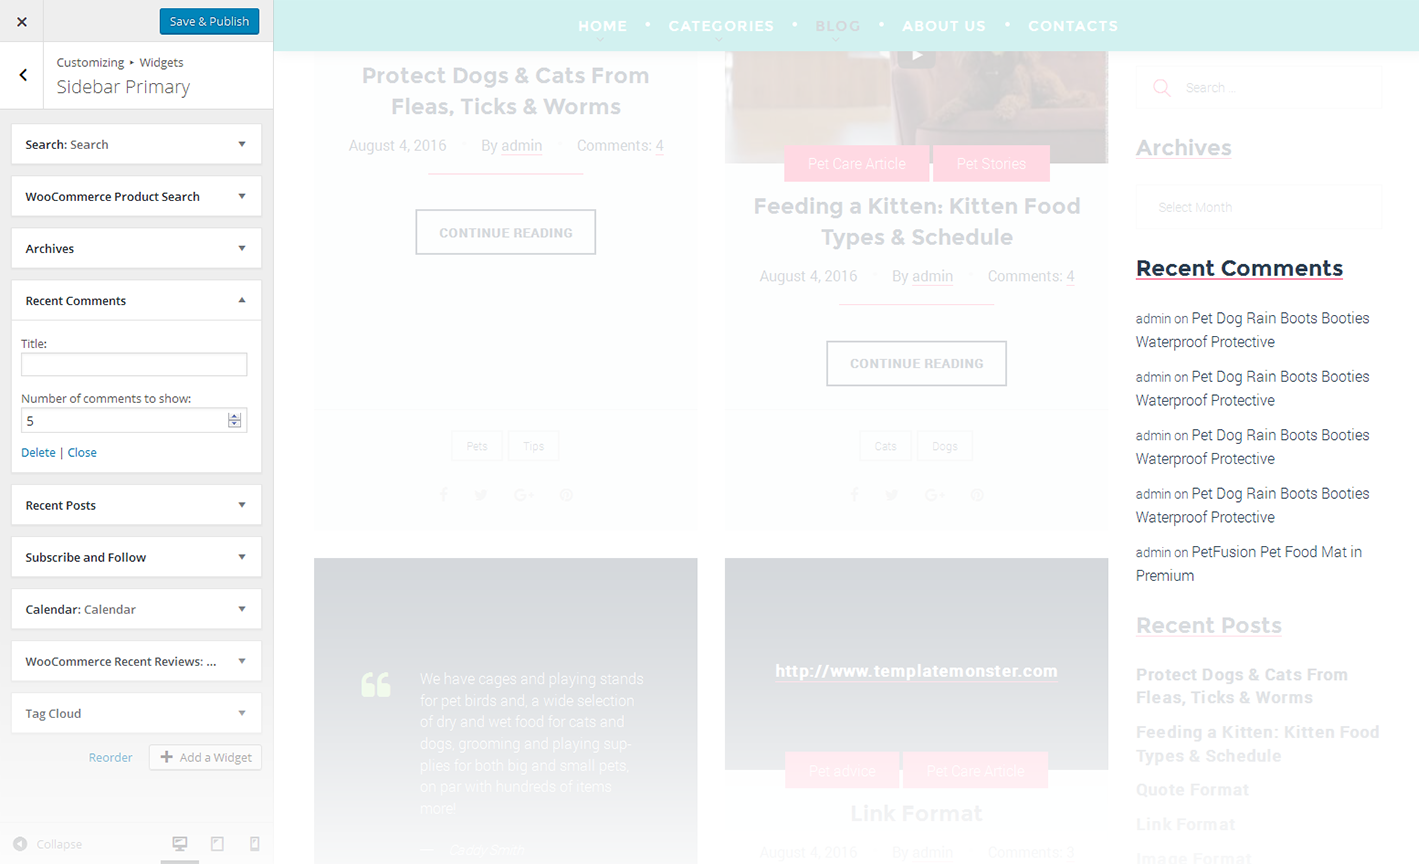 Save & Publish
Customizing ▸ Widgets
Sidebar Primary
Search: Search
WooCommerce Product Search
Archives
Recent Comments
Title:
Number of comments to show:
5
Delete | Close
Recent Posts
Subscribe and Follow
Calendar: Calendar
WooCommerce Recent Reviews: ...
Tag Cloud
Reorder
Add a Widget
Collapse
HOME • CATEGORIES • BLOG • ABOUT US • CONTACTS
Protect Dogs & Cats From
Fleas, Ticks & Worms
August 4, 2016 By admin Comments: 4
CONTINUE READING
Pets Tips
We have cages and playing stands
for pet birds and, a wide selection
of dry and wet food for cats and
dogs, grooming and playing sup-
plies for both big and small pets,
on par with hundreds of items
more!
Pet Care Article Pet Stories
Feeding a Kitten: Kitten Food
Types & Schedule
August 4, 2016 By admin Comments: 4
CONTINUE READING
Cats Dogs
http://www.templatemonster.com
Pet advice Pet Care Article
Link Format
August 4, 2016 By admin Comments: 3
Search ...
Archives
Select Month
Recent Comments
admin on Pet Dog Rain Boots Booties
Waterproof Protective
admin on Pet Dog Rain Boots Booties
Waterproof Protective
admin on Pet Dog Rain Boots Booties
Waterproof Protective
admin on Pet Dog Rain Boots Booties
Waterproof Protective
admin on PetFusion Pet Food Mat in
Premium
Recent Posts
Protect Dogs & Cats From
Fleas, Ticks & Worms
Feeding a Kitten: Kitten Food
Types & Schedule
Quote Format
Link Format
Image Format